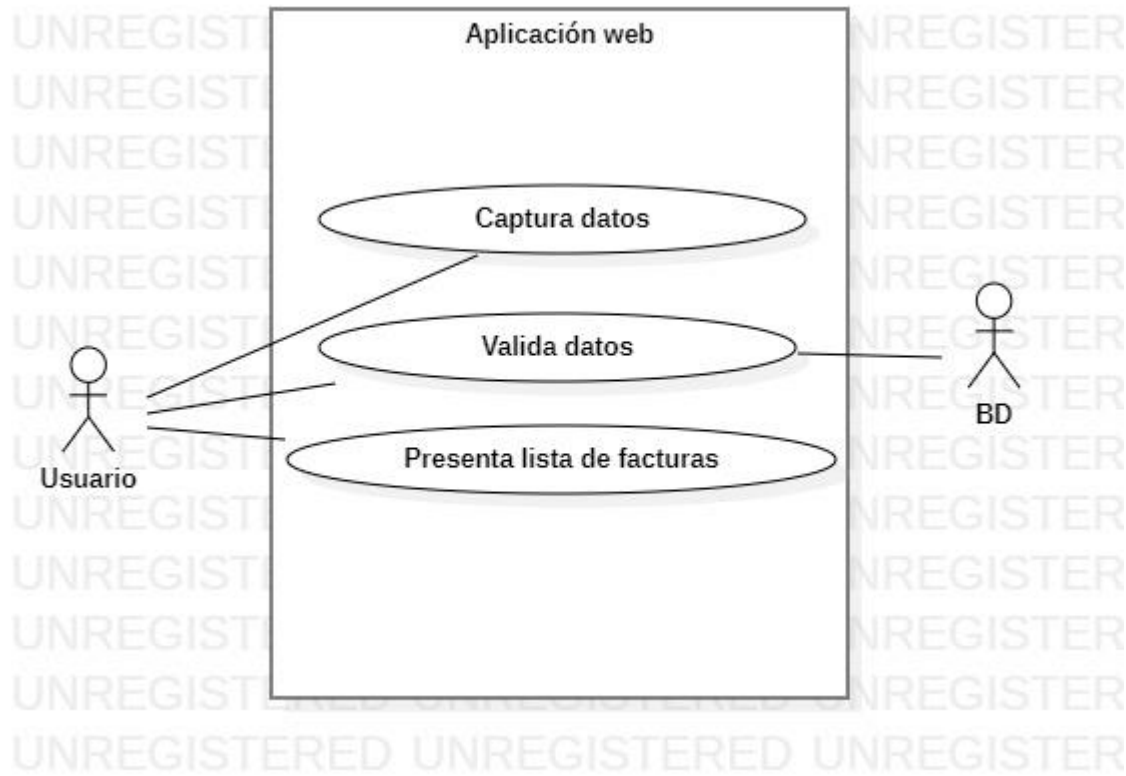 Aplicación web
Captura datos
Valida datos
Presenta lista de facturas
Usuario
BD
UNREGISTERED UNREGISTERED UNREGISTER